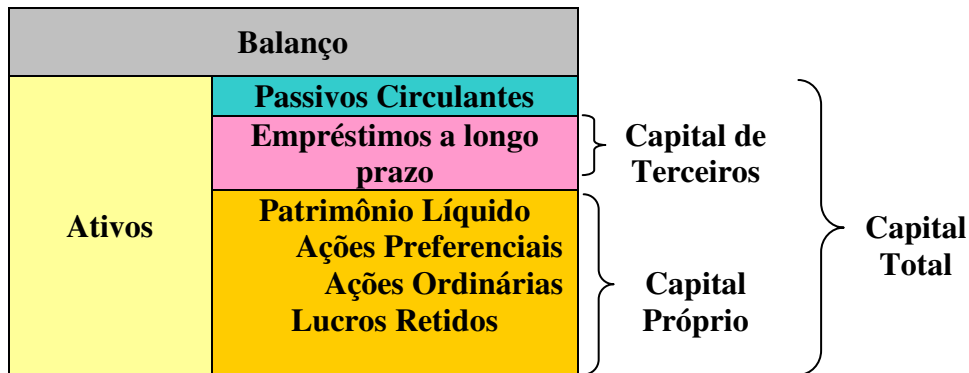 Balanço
Passivos Circulantes
Empréstimos a longo
prazo
Capital de
Terceiros
Ativos
Patrimônio Líquido
Ações Preferenciais
Ações Ordinárias
Lucros Retidos
Capital
Próprio
Capital
Total